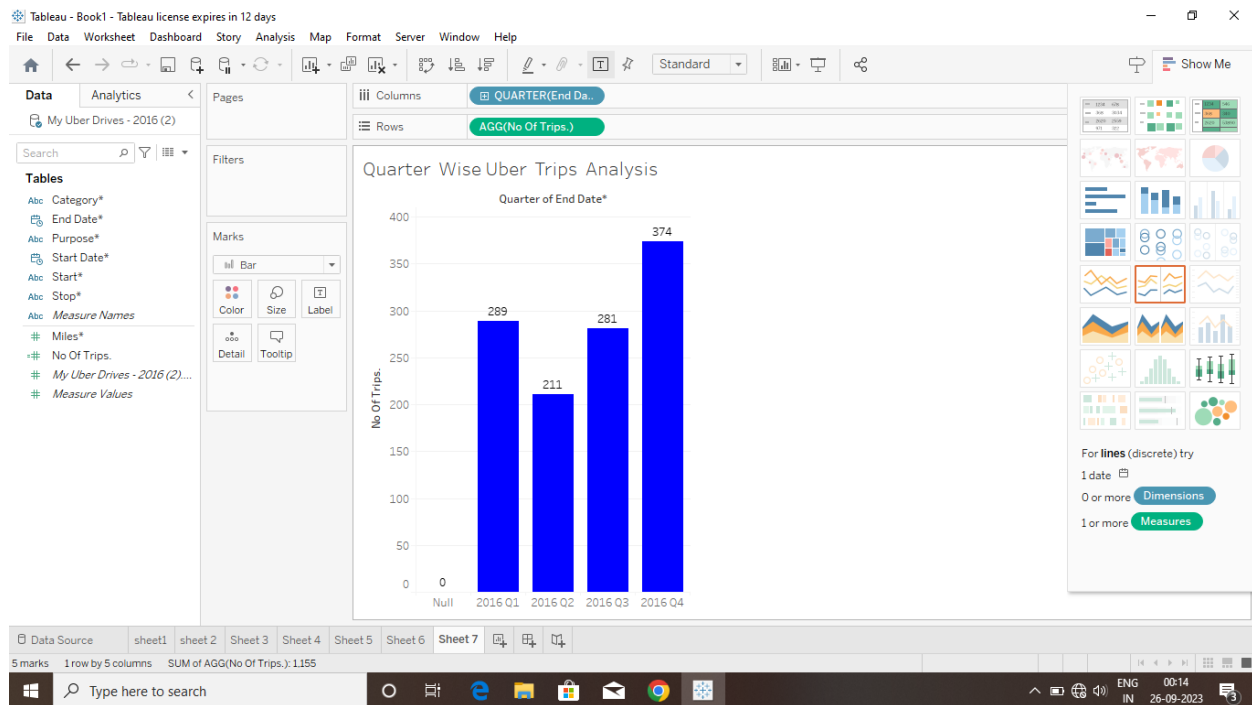 Tableau - Book1 - Tableau license expires in 12 days
File Data Worksheet Dashboard Story Analysis Map Format Server Window Help
Standard
Show Me
Data Analytics
My Uber Drives - 2016 (2)
Search
Tables
Abc Category*
End Date*
Abc Purpose*
Start Date*
Abc Start*
Abc Stop*
Abc Measure Names
# Miles*
=# No Of Trips.
# My Uber Drives - 2016 (2)....
# Measure Values
Pages
Filters
Marks
Bar
Color Size Label
Detail Tooltip
Columns QUARTER(End Da..
Rows AGG(No Of Trips.)
Quarter Wise Uber Trips Analysis
Quarter of End Date*
No Of Trips.
400
350
300
250
200
150
100
50
0
0 289 211 281 374
Null 2016 Q1 2016 Q2 2016 Q3 2016 Q4
For lines (discrete) try
1 date
0 or more Dimensions
1 or more Measures
Data Source sheet1 sheet 2 Sheet 3 Sheet 4 Sheet 5 Sheet 6 Sheet 7
5 marks 1 row by 5 columns SUM of AGG(No Of Trips.): 1,155
Type here to search
ENG
IN
00:14
26-09-2023
3